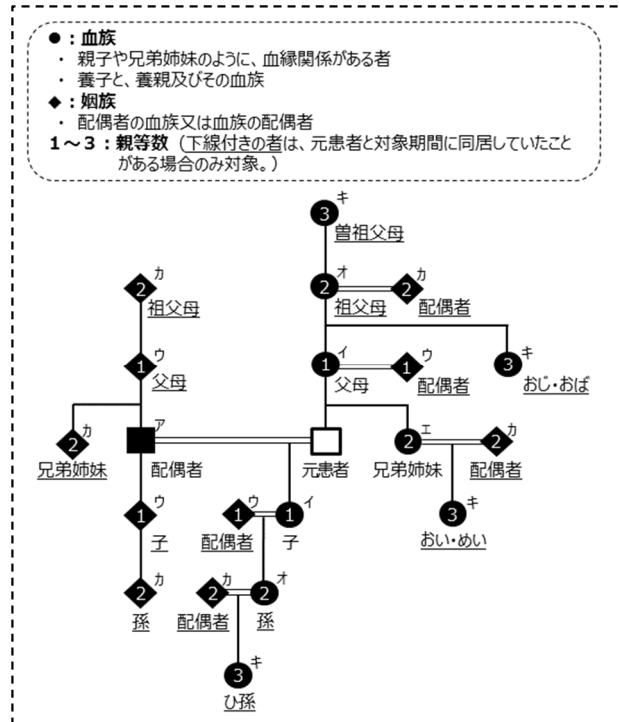 ●：血族
・ 親子や兄弟姉妹のように、血縁関係がある者
・ 養子と、養親及びその血族
◆：姻族
・ 配偶者の血族又は血族の配偶者
１～３：親等数（下線付きの者は、元患者と対象期間に同居していたこと
がある場合のみ対象。）
キ
3
曽祖父母
カ
2
祖父母
オ
2
祖父母
カ
2
配偶者
ウ
1
父母
イ
1
父母
ウ
1
配偶者
キ
3
おじ・おば
カ
2
兄弟姉妹
ア
配偶者
元患者
エ
2
兄弟姉妹
カ
2
配偶者
ウ
1
子
ウ
1
配偶者
イ
1
子
キ
3
おい・めい
カ
2
孫
カ
2
配偶者
オ
2
孫
キ
3
ひ孫